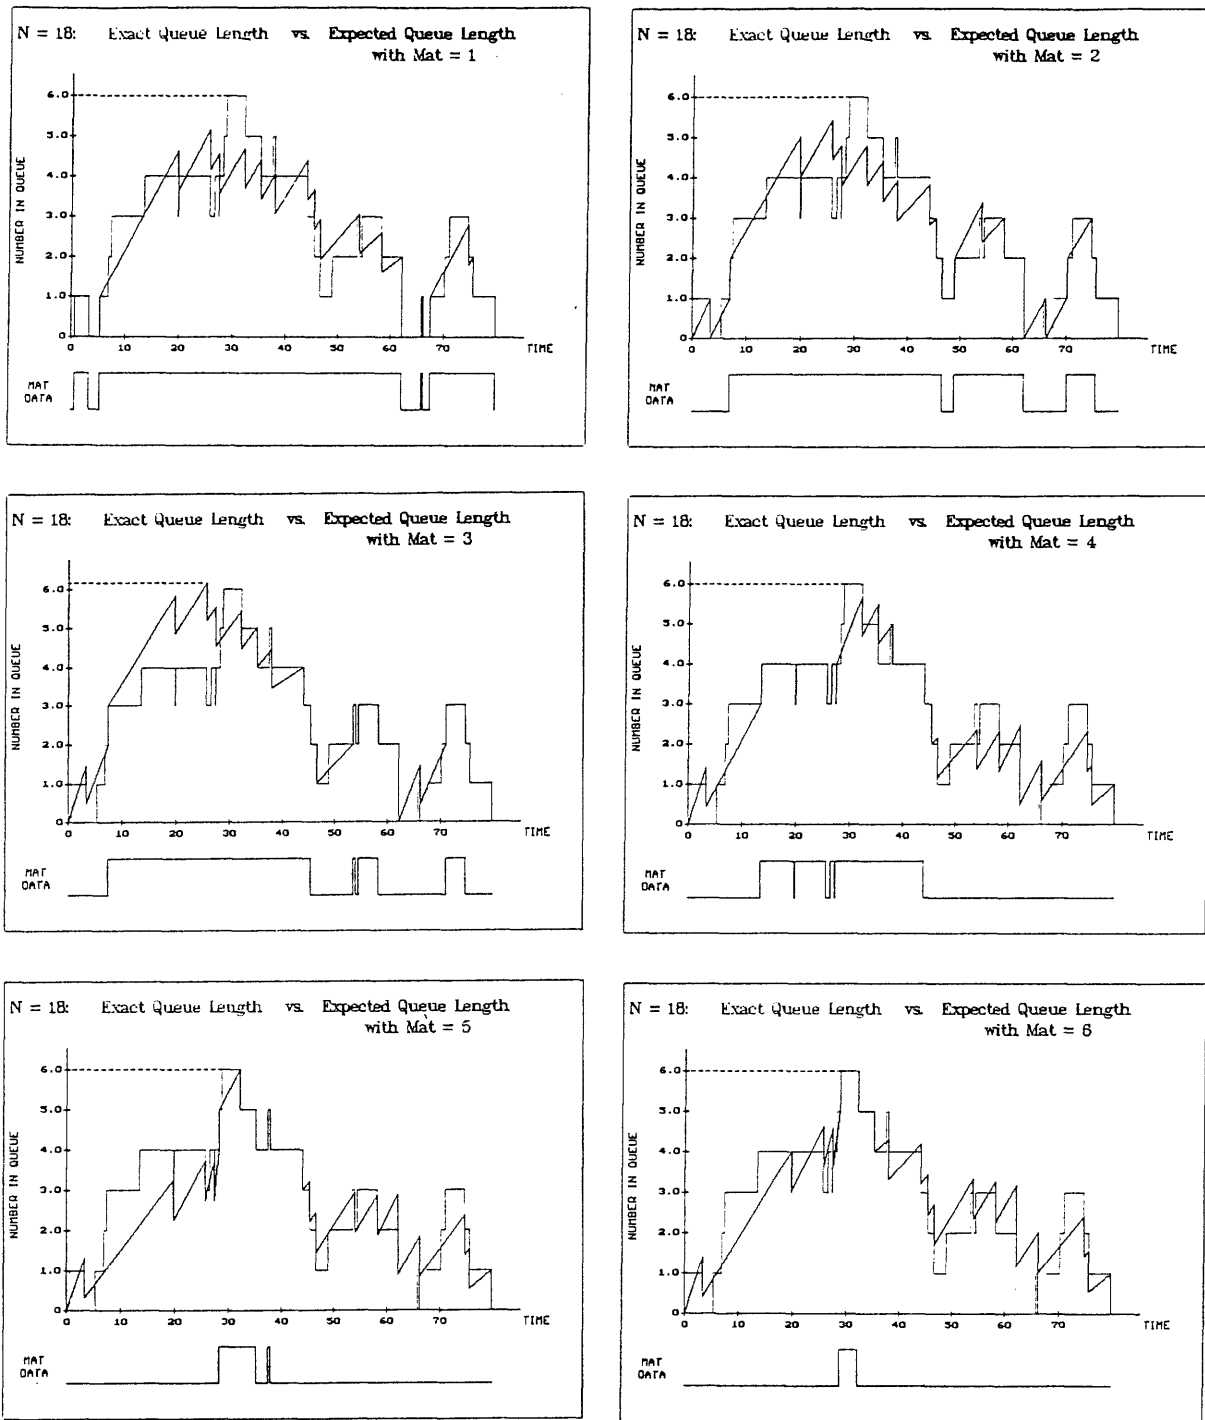 N = 18: Exact Queue Length vs. Expected Queue Length
with Mat = 1
NUMBER IN QUEUE
6.0
5.0
4.0
3.0
2.0
1.0
0
0 10 20 30 40 50 60 70 TIME
MAT
DATA
N = 18: Exact Queue Length vs. Expected Queue Length
with Mat = 2
NUMBER IN QUEUE
6.0
5.0
4.0
3.0
2.0
1.0
0
0 10 20 30 40 50 60 70 TIME
MAT
DATA
N = 18: Exact Queue Length vs. Expected Queue Length
with Mat = 3
NUMBER IN QUEUE
6.0
5.0
4.0
3.0
2.0
1.0
0
0 10 20 30 40 50 60 70 TIME
MAT
DATA
N = 18: Exact Queue Length vs. Expected Queue Length
with Mat = 4
NUMBER IN QUEUE
6.0
5.0
4.0
3.0
2.0
1.0
0
0 10 20 30 40 50 60 70 TIME
MAT
DATA
N = 18: Exact Queue Length vs. Expected Queue Length
with Mat = 5
NUMBER IN QUEUE
6.0
5.0
4.0
3.0
2.0
1.0
0
0 10 20 30 40 50 60 70 TIME
MAT
DATA
N = 18: Exact Queue Length vs. Expected Queue Length
with Mat = 6
NUMBER IN QUEUE
6.0
5.0
4.0
3.0
2.0
1.0
0
0 10 20 30 40 50 60 70 TIME
MAT
DATA